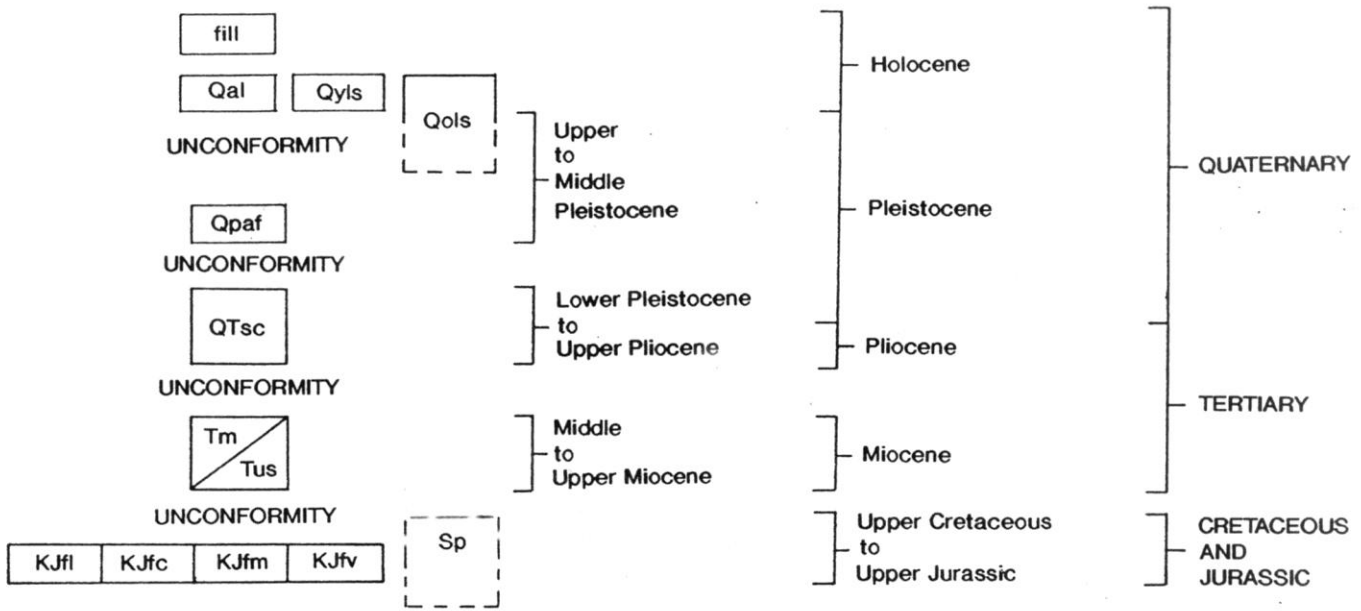 fill
Holocene
Qal
Qyls
Qols
UNCONFORMITY
Upper
to
Middle
Pleistocene
QUATERNARY
Qpaf
Pleistocene
UNCONFORMITY
QTsc
Lower Pleistocene
to
Upper Pliocene
Pliocene
UNCONFORMITY
TERTIARY
Tm
Tus
Middle
to
Upper Miocene
Miocene
UNCONFORMITY
KJfl
KJfc
KJfm
KJfv
Sp
Upper Cretaceous
to
Upper Jurassic
CRETACEOUS
AND
JURASSIC